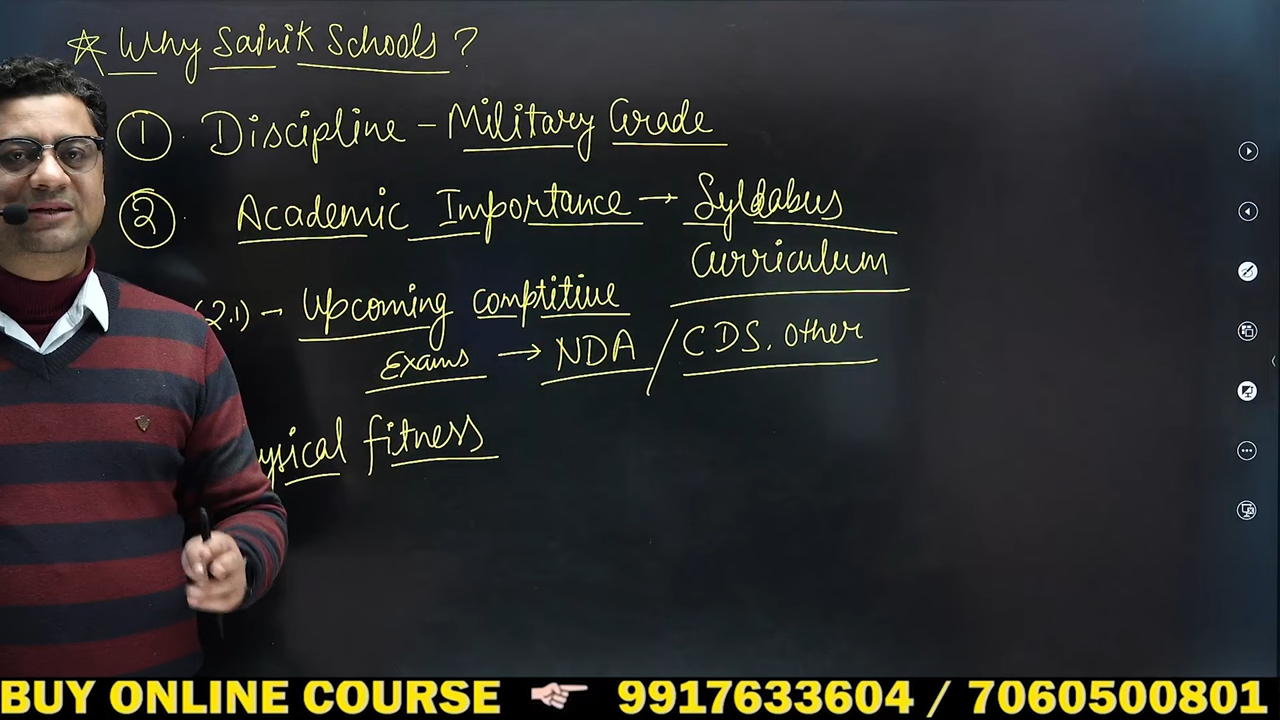 ☆ Why Sainik Schools ?
① . Discipline - Military Grade
② Academic Importance → Syllabus
Curriculum
(2.1) - Upcoming comptitive
Exams → NDA / CDS, other
ysical fitness
BUY ONLINE COURSE 9917633604 / 7060500801